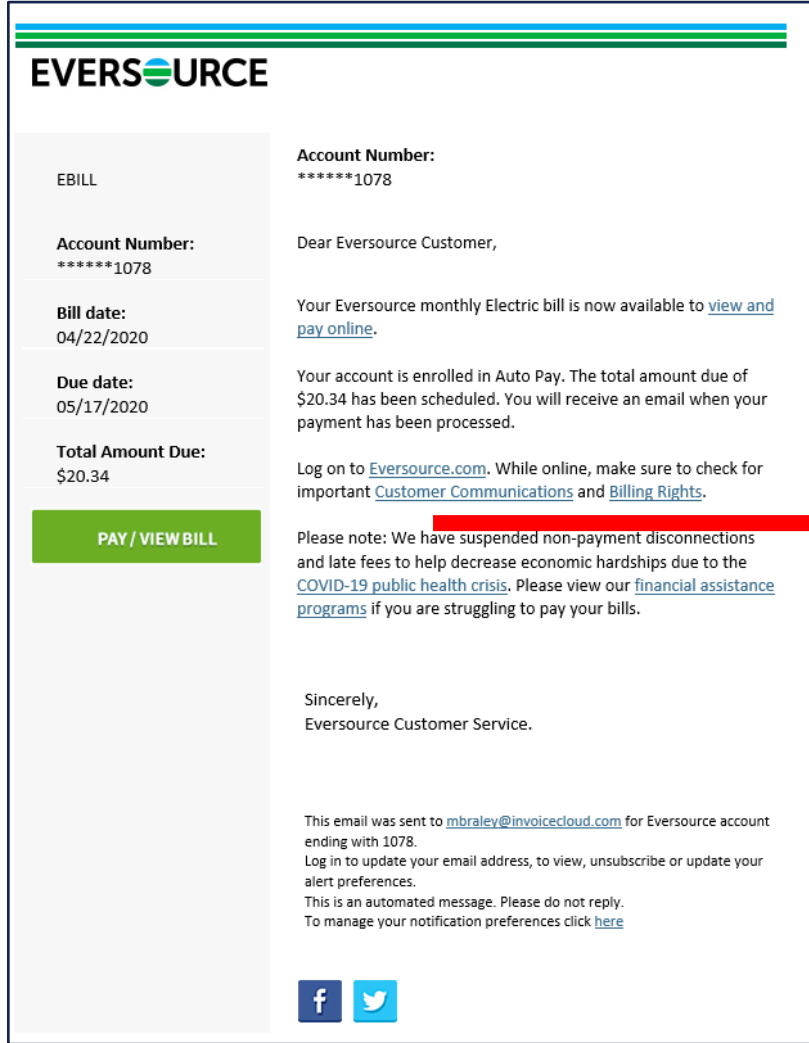 EVERSOURCE
EBILL
Account Number:
******1078
Bill date:
04/22/2020
Due date:
05/17/2020
Total Amount Due:
$20.34
PAY / VIEW BILL
Account Number:
******1078
Dear Eversource Customer,
Your Eversource monthly Electric bill is now available to view and
pay online.
Your account is enrolled in Auto Pay. The total amount due of
$20.34 has been scheduled. You will receive an email when your
payment has been processed.
Log on to Eversource.com. While online, make sure to check for
important Customer Communications and Billing Rights.
Please note: We have suspended non-payment disconnections
and late fees to help decrease economic hardships due to the
COVID-19 public health crisis. Please view our financial assistance
programs if you are struggling to pay your bills.
Sincerely,
Eversource Customer Service.
This email was sent to mbraley@invoicecloud.com for Eversource account
ending with 1078.
Log in to update your email address, to view, unsubscribe or update your
alert preferences.
This is an automated message. Please do not reply.
To manage your notification preferences click here
f